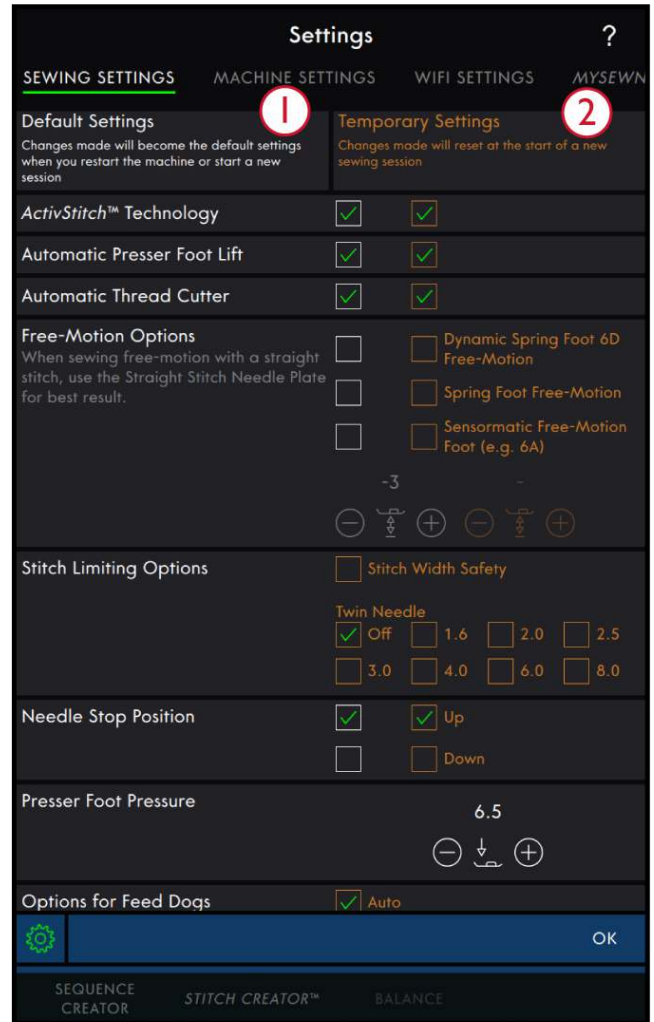 Settings
?
SEWING SETTINGS MACHINE SETTINGS WIFI SETTINGS MYSEWN
1 2
Default Settings
Changes made will become the default settings
when you restart the machine or start a new
session
Temporary Settings
Changes made will reset at the start of a new
sewing session
ActivStitch™ Technology
Automatic Presser Foot Lift
Automatic Thread Cutter
Free-Motion Options
When sewing free-motion with a straight
stitch, use the Straight Stitch Needle Plate
for best result.
Dynamic Spring Foot 6D
Free-Motion
Spring Foot Free-Motion
Sensormatic Free-Motion
Foot (e.g. 6A)
-3 -
Stitch Limiting Options
Stitch Width Safety
Twin Needle
Off 1.6 2.0 2.5
3.0 4.0 6.0 8.0
Needle Stop Position
Up
Down
Presser Foot Pressure
6.5
Options for Feed Dogs
Auto
OK
SEQUENCE
CREATOR
STITCH CREATOR™
BALANCE